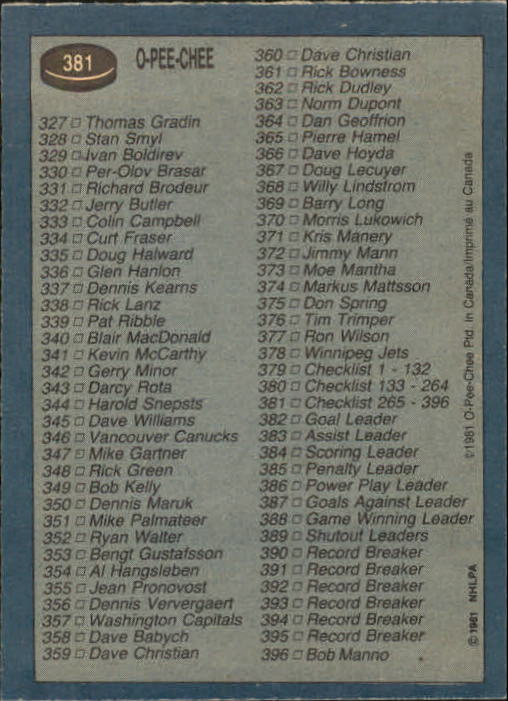 381
O-PEE-CHEE
327 □ Thomas Gradin
328 □ Stan Smyl
329 □ Ivan Boldirev
330 □ Per-Olov Brasar
331 □ Richard Brodeur
332 □ Jerry Butler
333 □ Colin Campbell
334 □ Curt Fraser
335 □ Doug Halward
336 □ Glen Hanlon
337 □ Dennis Kearns
338 □ Rick Lanz
339 □ Pat Ribble
340 □ Blair MacDonald
341 □ Kevin McCarthy
342 □ Gerry Minor
343 □ Darcy Rota
344 □ Harold Snepsts
345 □ Dave Williams
346 □ Vancouver Canucks
347 □ Mike Gartner
348 □ Rick Green
349 □ Bob Kelly
350 □ Dennis Maruk
351 □ Mike Palmateer
352 □ Ryan Walter
353 □ Bengt Gustafsson
354 □ Al Hangsleben
355 □ Jean Pronovost
356 □ Dennis Ververgaert
357 □ Washington Capitals
358 □ Dave Babych
359 □ Dave Christian
360 □ Dave Christian
361 □ Rick Bowness
362 □ Rick Dudley
363 □ Norm Dupont
364 □ Dan Geoffrion
365 □ Pierre Hamel
366 □ Dave Hoyda
367 □ Doug Lecuyer
368 □ Willy Lindstrom
369 □ Barry Long
370 □ Morris Lukowich
371 □ Kris Manery
372 □ Jimmy Mann
373 □ Moe Mantha
374 □ Markus Mattsson
375 □ Don Spring
376 □ Tim Trimper
377 □ Ron Wilson
378 □ Winnipeg Jets
379 □ Checklist 1 - 132
380 □ Checklist 133 - 264
381 □ Checklist 265 - 396
382 □ Goal Leader
383 □ Assist Leader
384 □ Scoring Leader
385 □ Penalty Leader
386 □ Power Play Leader
387 □ Goals Against Leader
388 □ Game Winning Leader
389 □ Shutout Leaders
390 □ Record Breaker
391 □ Record Breaker
392 □ Record Breaker
393 □ Record Breaker
394 □ Record Breaker
395 □ Record Breaker
396 □ Bob Manno
©1981 O-Pee-Chee Ptd. in Canada/Imprimé au Canada
© 1981 NHLPA